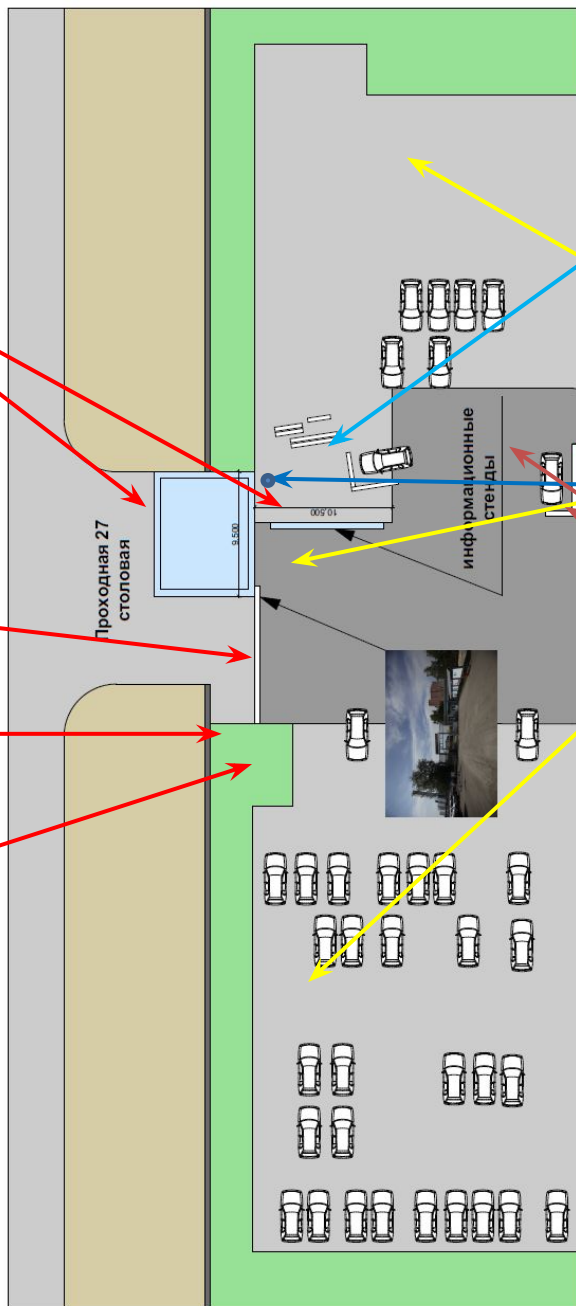 Проходная 27
столовая
9.500
10.500
информационные
стенды